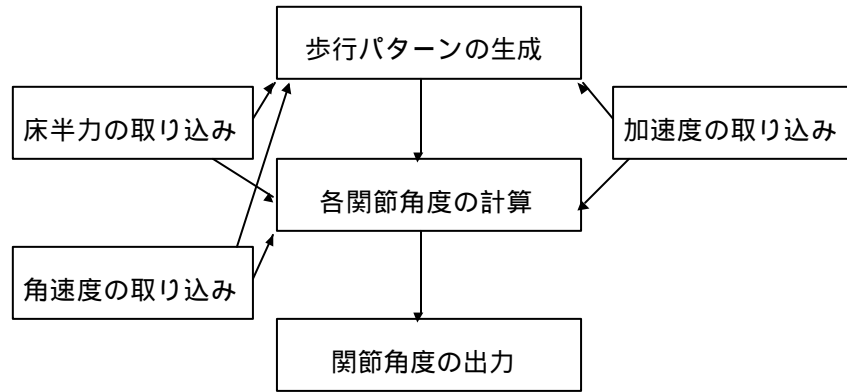 歩行パターンの生成
床半力の取り込み
加速度の取り込み
各関節角度の計算
角速度の取り込み
関節角度の出力